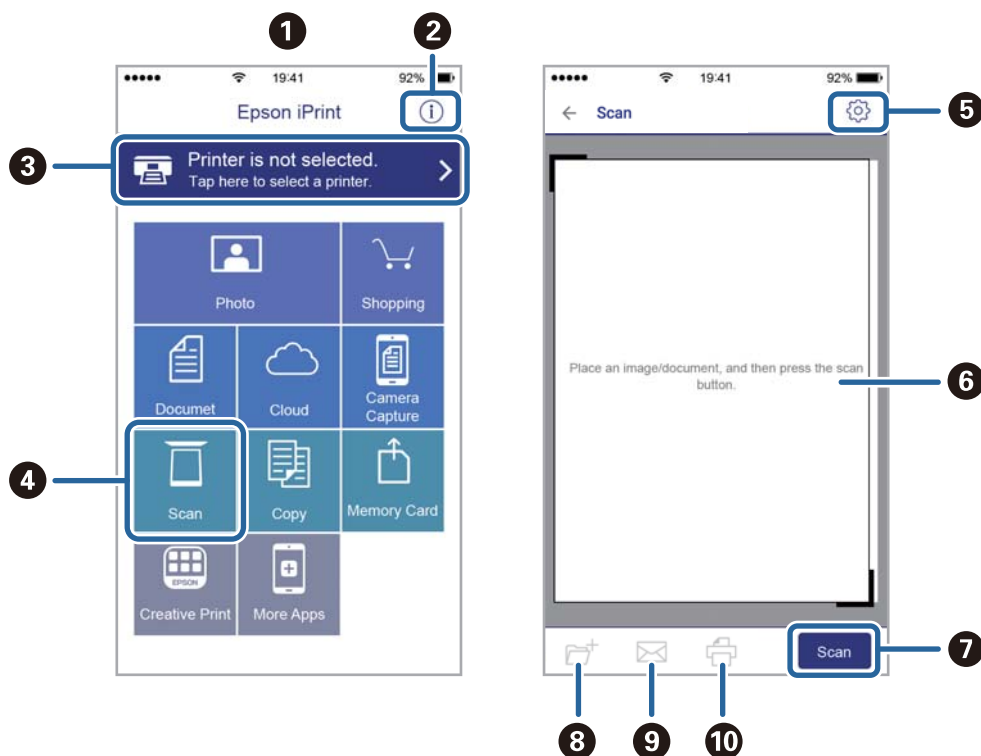 1
2
19:41
92%
Epson iPrint
i
3
Printer is not selected.
Tap here to select a printer.
Photo
Shopping
Documet
Cloud
Camera
Capture
4
Scan
Copy
Memory Card
EPSON
Creative Print
More Apps
19:41
92%
Scan
5
Place an image/document, and then press the scan
button.
6
Scan
7
8
9
10